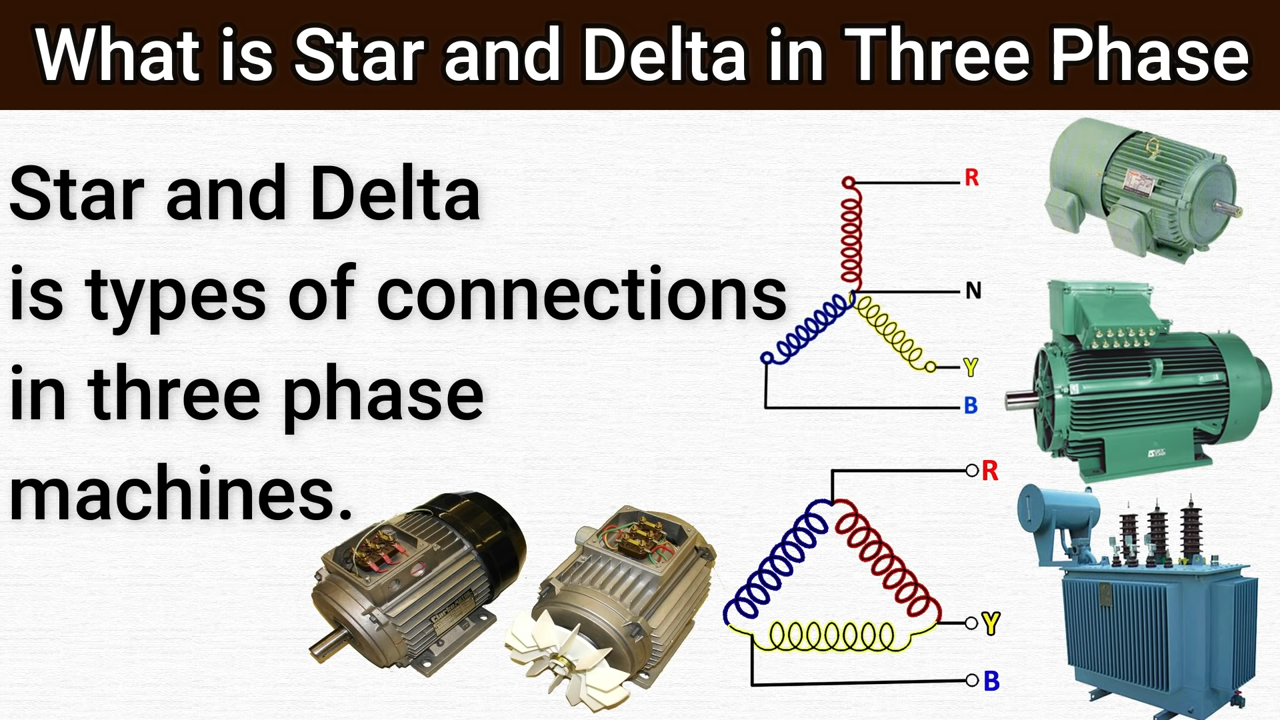 What is Star and Delta in Three Phase
Star and Delta
is types of connections
in three phase
machines.
R
N
Y
B
R
Y
B